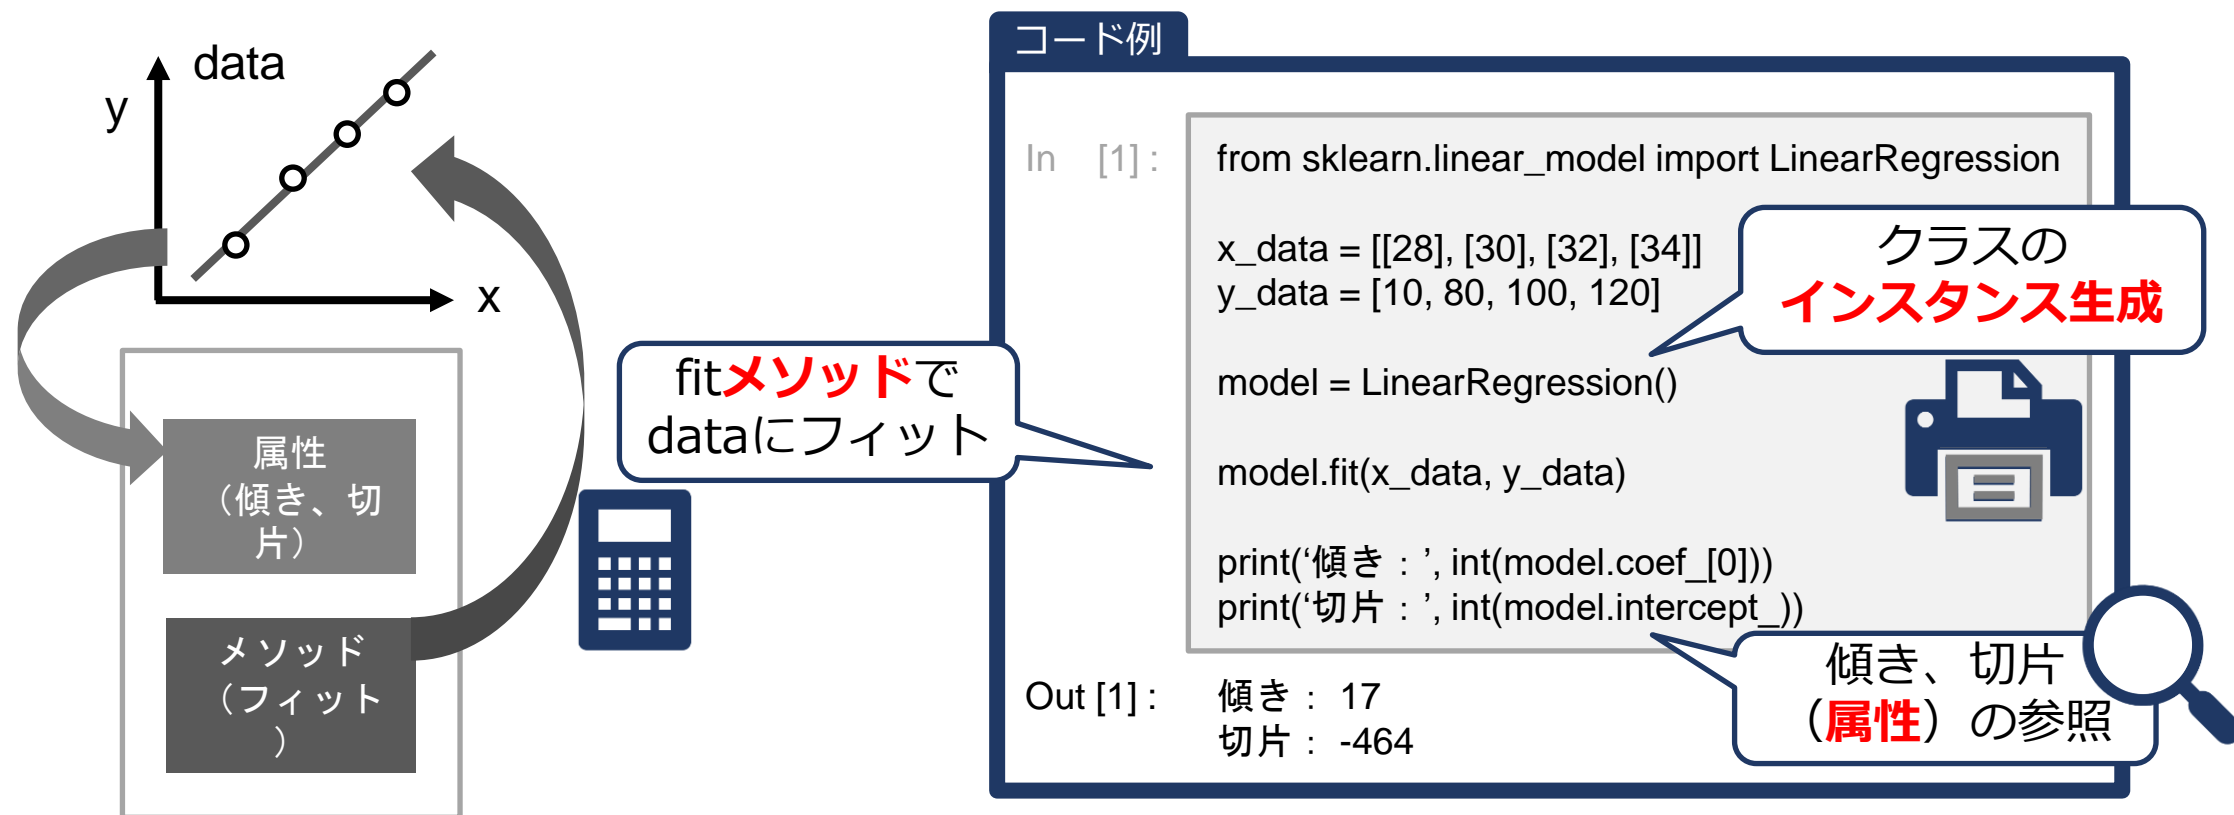 data
y
x
属性
（傾き、切
片）
メソッド
（フィット
）
fitメソッドで
dataにフィット
コード例
In [1] :
from sklearn.linear_model import LinearRegression
x_data = [[28], [30], [32], [34]]
y_data = [10, 80, 100, 120]
クラスの
インスタンス生成
model = LinearRegression()
model.fit(x_data, y_data)
print(‘傾き：’, int(model.coef_[0]))
print(‘切片：’, int(model.intercept_))
傾き、切片
（属性）の参照
Out [1] :
傾き： 17
切片： -464